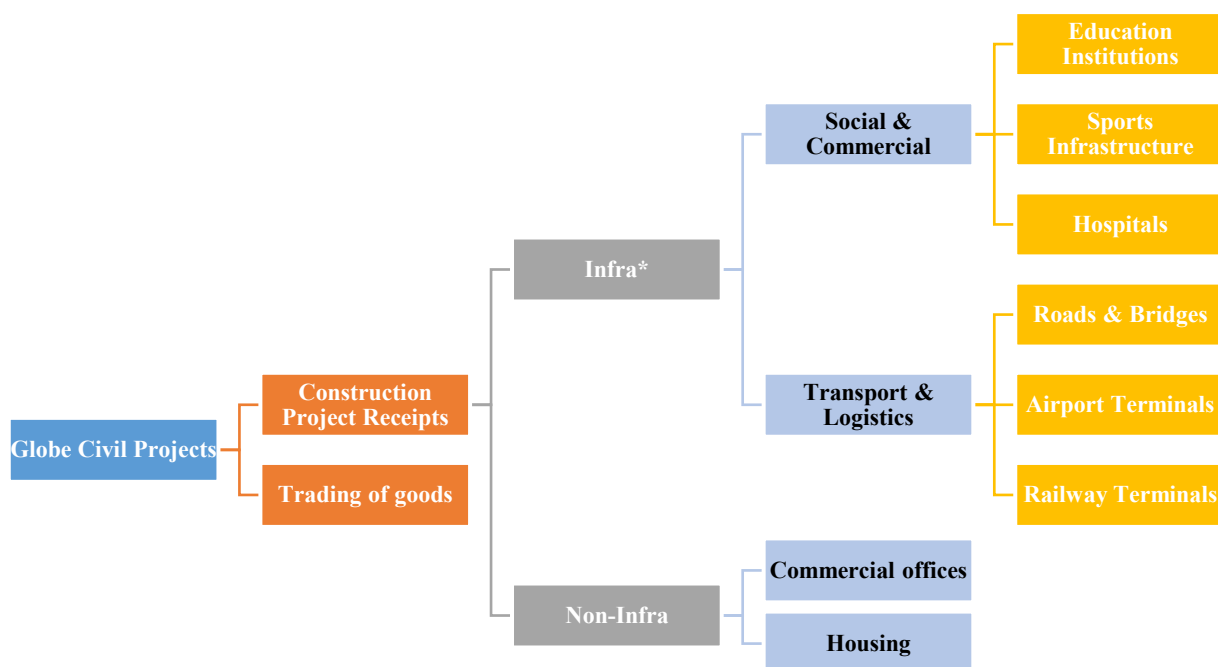 Globe Civil Projects
Construction
Project Receipts
Trading of goods
Infra*
Non-Infra
Social &
Commercial
Transport &
Logistics
Commercial offices
Housing
Education
Institutions
Sports
Infrastructure
Hospitals
Roads & Bridges
Airport Terminals
Railway Terminals